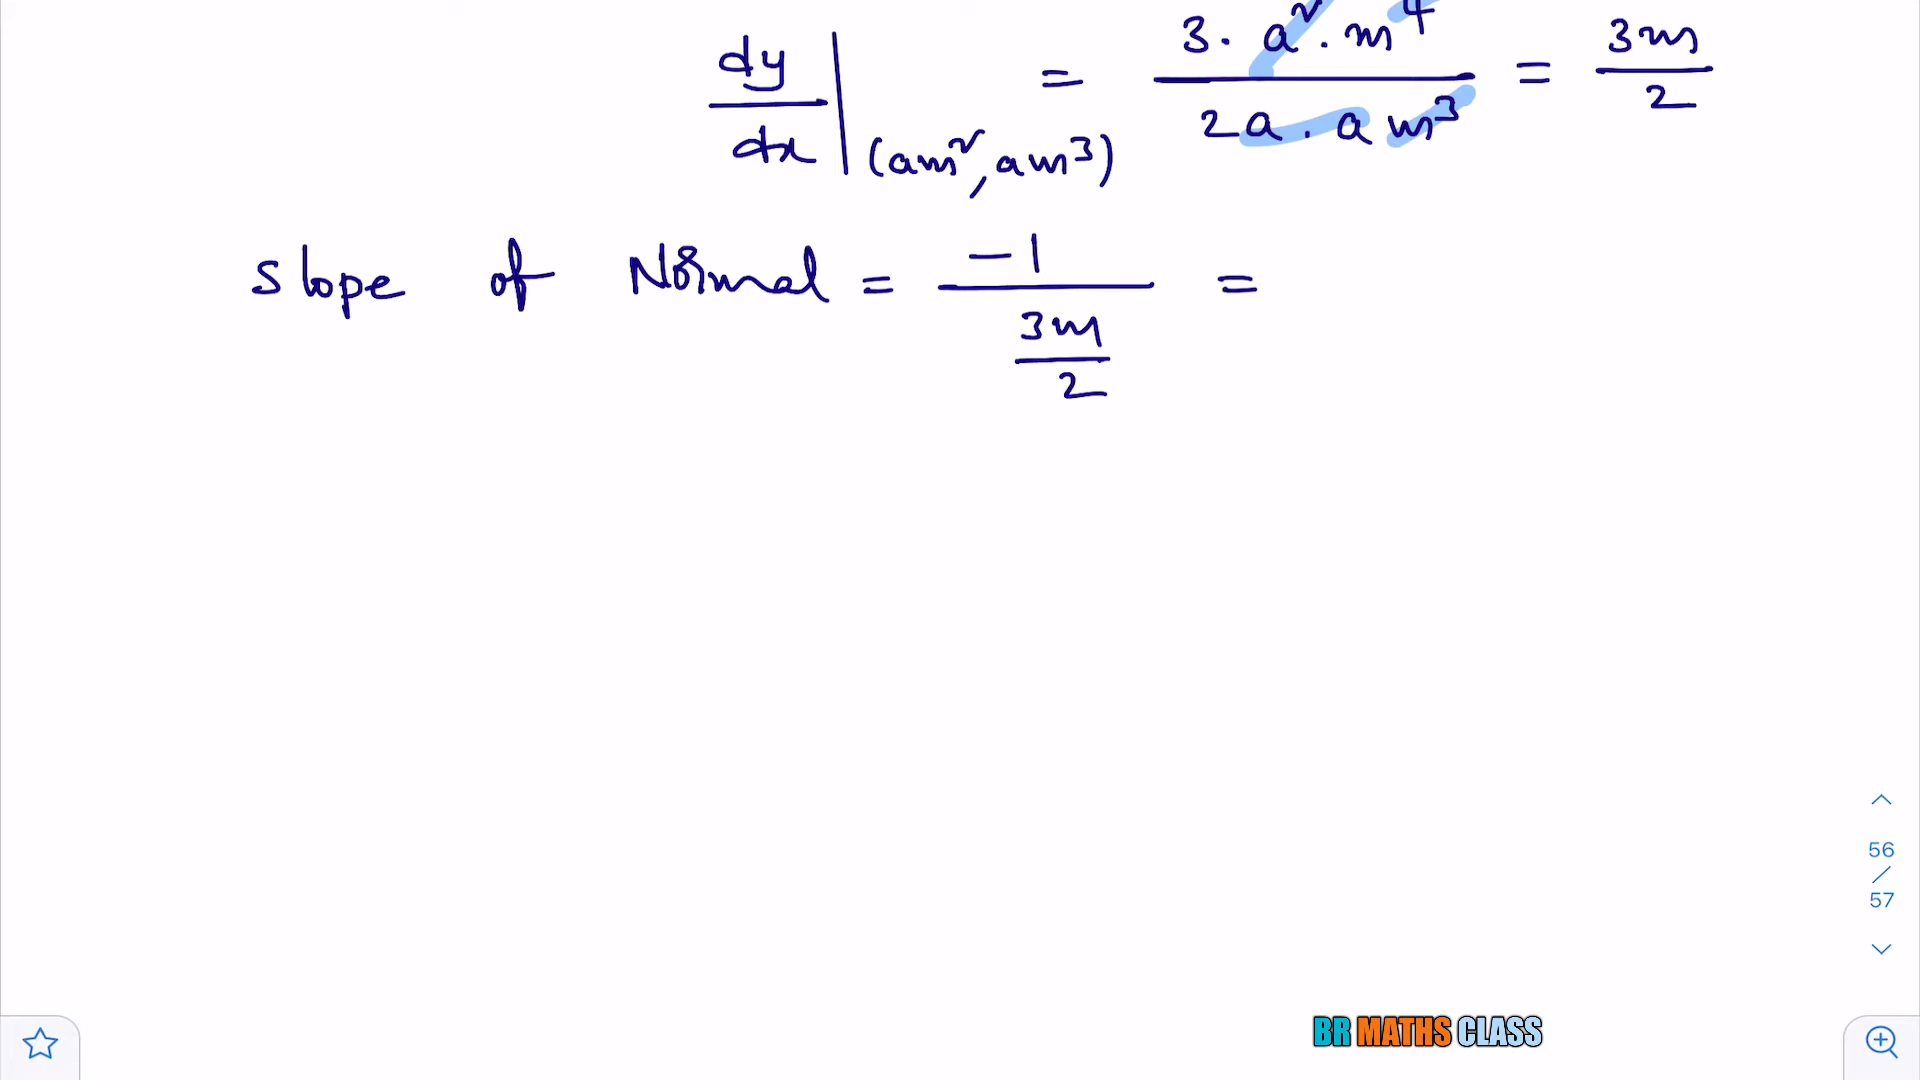 dy/dx |(am², am³) = 3. a². m⁴ / 2a. am³ = 3m/2
Slope of Normal = -1 / (3m/2) =
56
/
57
BR MATHS CLASS